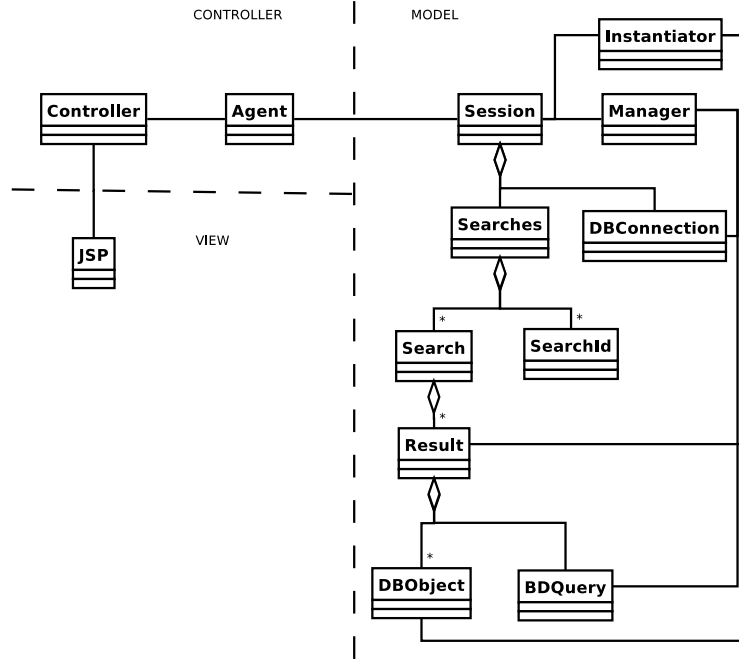 CONTROLLER
MODEL
Instantiator
Controller
Agent
Session
Manager
Searches
DBConnection
VIEW
JSP
*
*
Search
SearchId
*
Result
*
DBObject
BDQuery